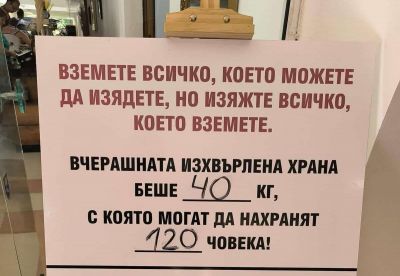 ВЗЕМЕТЕ ВСИЧКО, КОЕТО МОЖЕТЕ
ДА ИЗЯДЕТЕ, НО ИЗЯЖТЕ ВСИЧКО,
КОЕТО ВЗЕМЕТЕ.
ВЧЕРАШНАТА ИЗХВЪРЛЕНА ХРАНА
БЕШЕ 40 КГ,
С КОЯТО МОГАТ ДА НАХРАНЯТ
120 ЧОВЕКА!